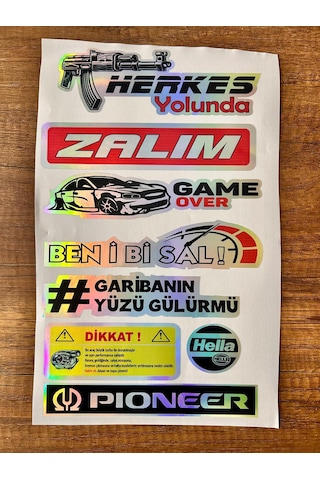 HERKES
Yolunda
ZALIM
GAME
OVER
BEN İ Bİ SAL!
# GARİBANIN
YÜZÜ GÜLÜRMÜ
DİKKAT !
Hella
PIONEER